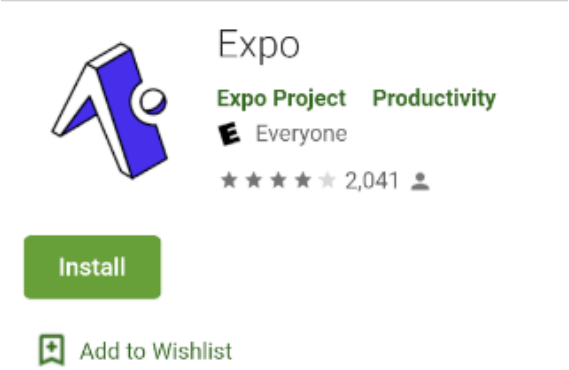 Expo
Expo Project Productivity
E Everyone
2,041
Install
Add to Wishlist